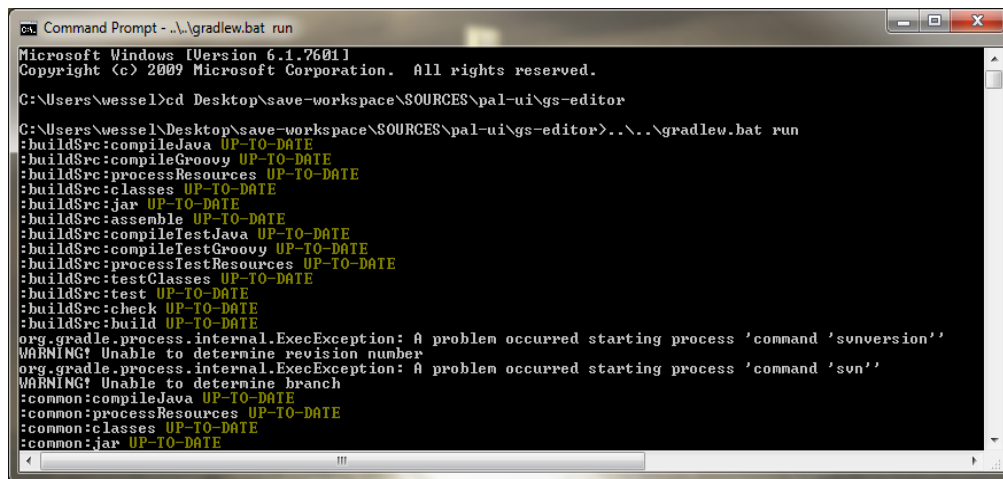 Command Prompt - ..\..\gradlew.bat run
Microsoft Windows [Version 6.1.7601]
Copyright (c) 2009 Microsoft Corporation.  All rights reserved.
C:\Users\wessel>cd Desktop\save-workspace\SOURCES\pal-ui\gs-editor
C:\Users\wessel\Desktop\save-workspace\SOURCES\pal-ui\gs-editor>..\..\gradlew.bat run
:buildSrc:compileJava UP-TO-DATE
:buildSrc:compileGroovy UP-TO-DATE
:buildSrc:processResources UP-TO-DATE
:buildSrc:classes UP-TO-DATE
:buildSrc:jar UP-TO-DATE
:buildSrc:assemble UP-TO-DATE
:buildSrc:compileTestJava UP-TO-DATE
:buildSrc:compileTestGroovy UP-TO-DATE
:buildSrc:processTestResources UP-TO-DATE
:buildSrc:testClasses UP-TO-DATE
:buildSrc:test UP-TO-DATE
:buildSrc:check UP-TO-DATE
:buildSrc:build UP-TO-DATE
org.gradle.process.internal.ExecException: A problem occurred starting process 'command 'svnversion''
WARNING! Unable to determine revision number
org.gradle.process.internal.ExecException: A problem occurred starting process 'command 'svn''
WARNING! Unable to determine branch
:common:compileJava UP-TO-DATE
:common:processResources UP-TO-DATE
:common:classes UP-TO-DATE
:common:jar UP-TO-DATE